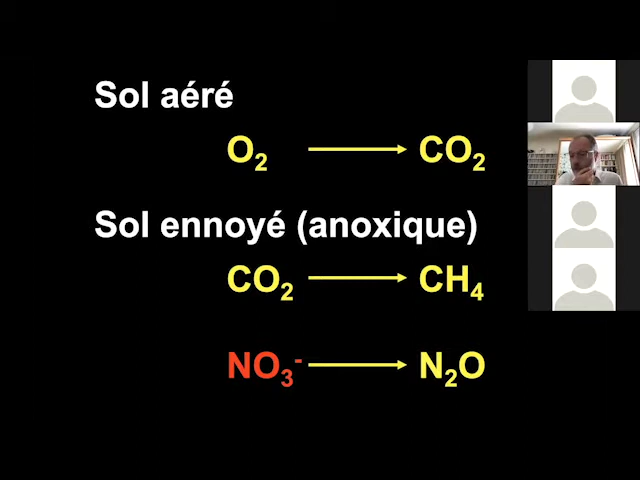 Sol aéré
O₂ → CO₂
Sol ennoyé (anoxique)
CO₂ → CH₄
NO₃⁻ → N₂O